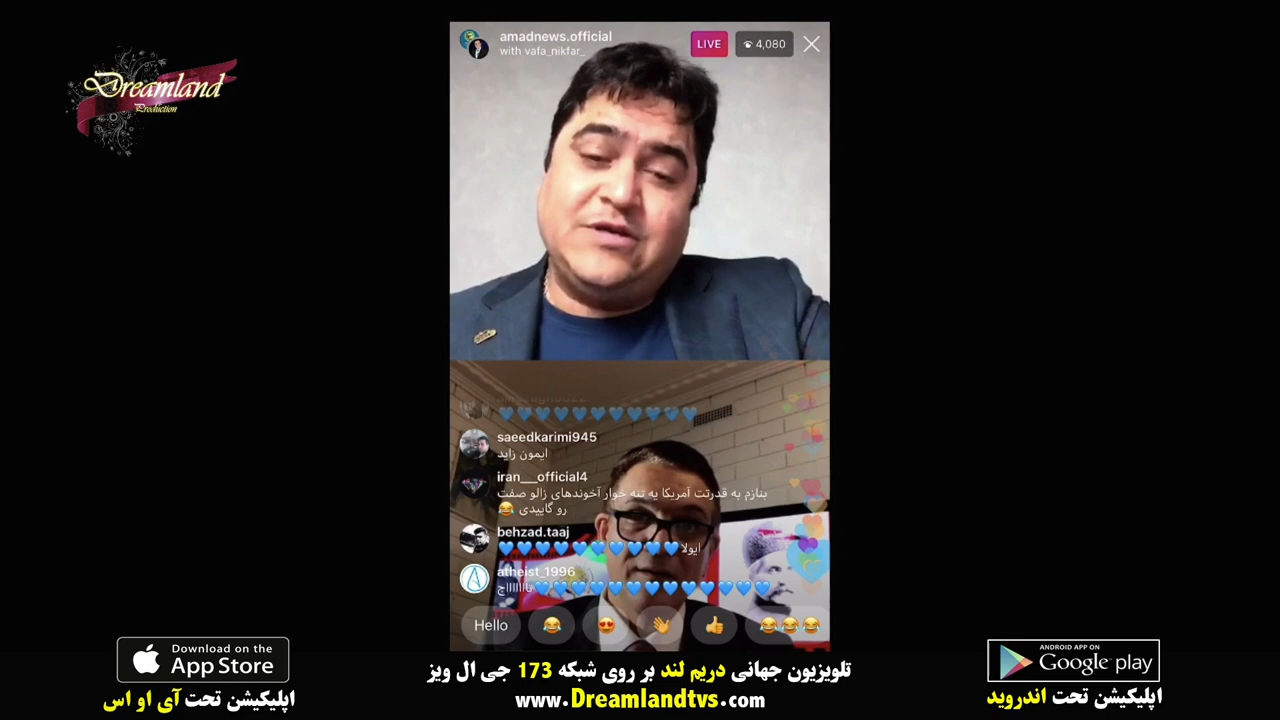 Dreamland
Production
amadnews.official
with vafa_nikfar_
LIVE
4,080
saeedkarimi945
ایمون زاید
iran___official4
بنازم به قدرتت آمریکا یه تنه خوار آخوندهای زالو صفت
رو گاییدی 😂
behzad.taaj
ایولا💙💙💙💙💙💙💙💙💙💙
atheist_1996
Hello
Download on the
App Store
اپلیکیشن تحت آی او اس
تلویزیون جهانی دریم لند بر روی شبکه 173 جی ال ویز
www.Dreamlandtvs.com
ANDROID APP ON
Google play
اپلیکیشن تحت اندروید